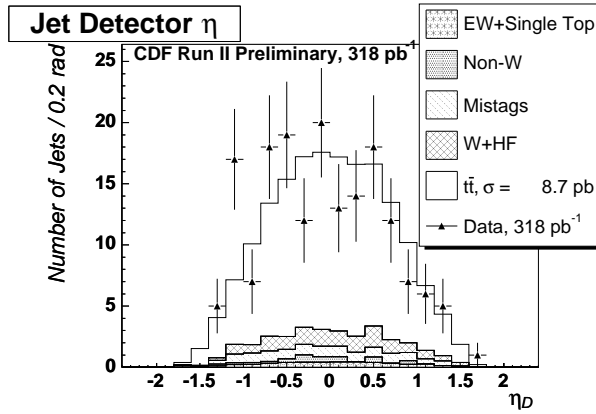 Jet Detector η
CDF Run II Preliminary, 318 pb⁻¹
EW+Single Top
Non-W
Mistags
W+HF
tt̄, σ = 8.7 pb
Data, 318 pb⁻¹
Number of Jets / 0.2 rad
25
20
15
10
5
0
-2 -1.5 -1 -0.5 0 0.5 1 1.5 2
η_D